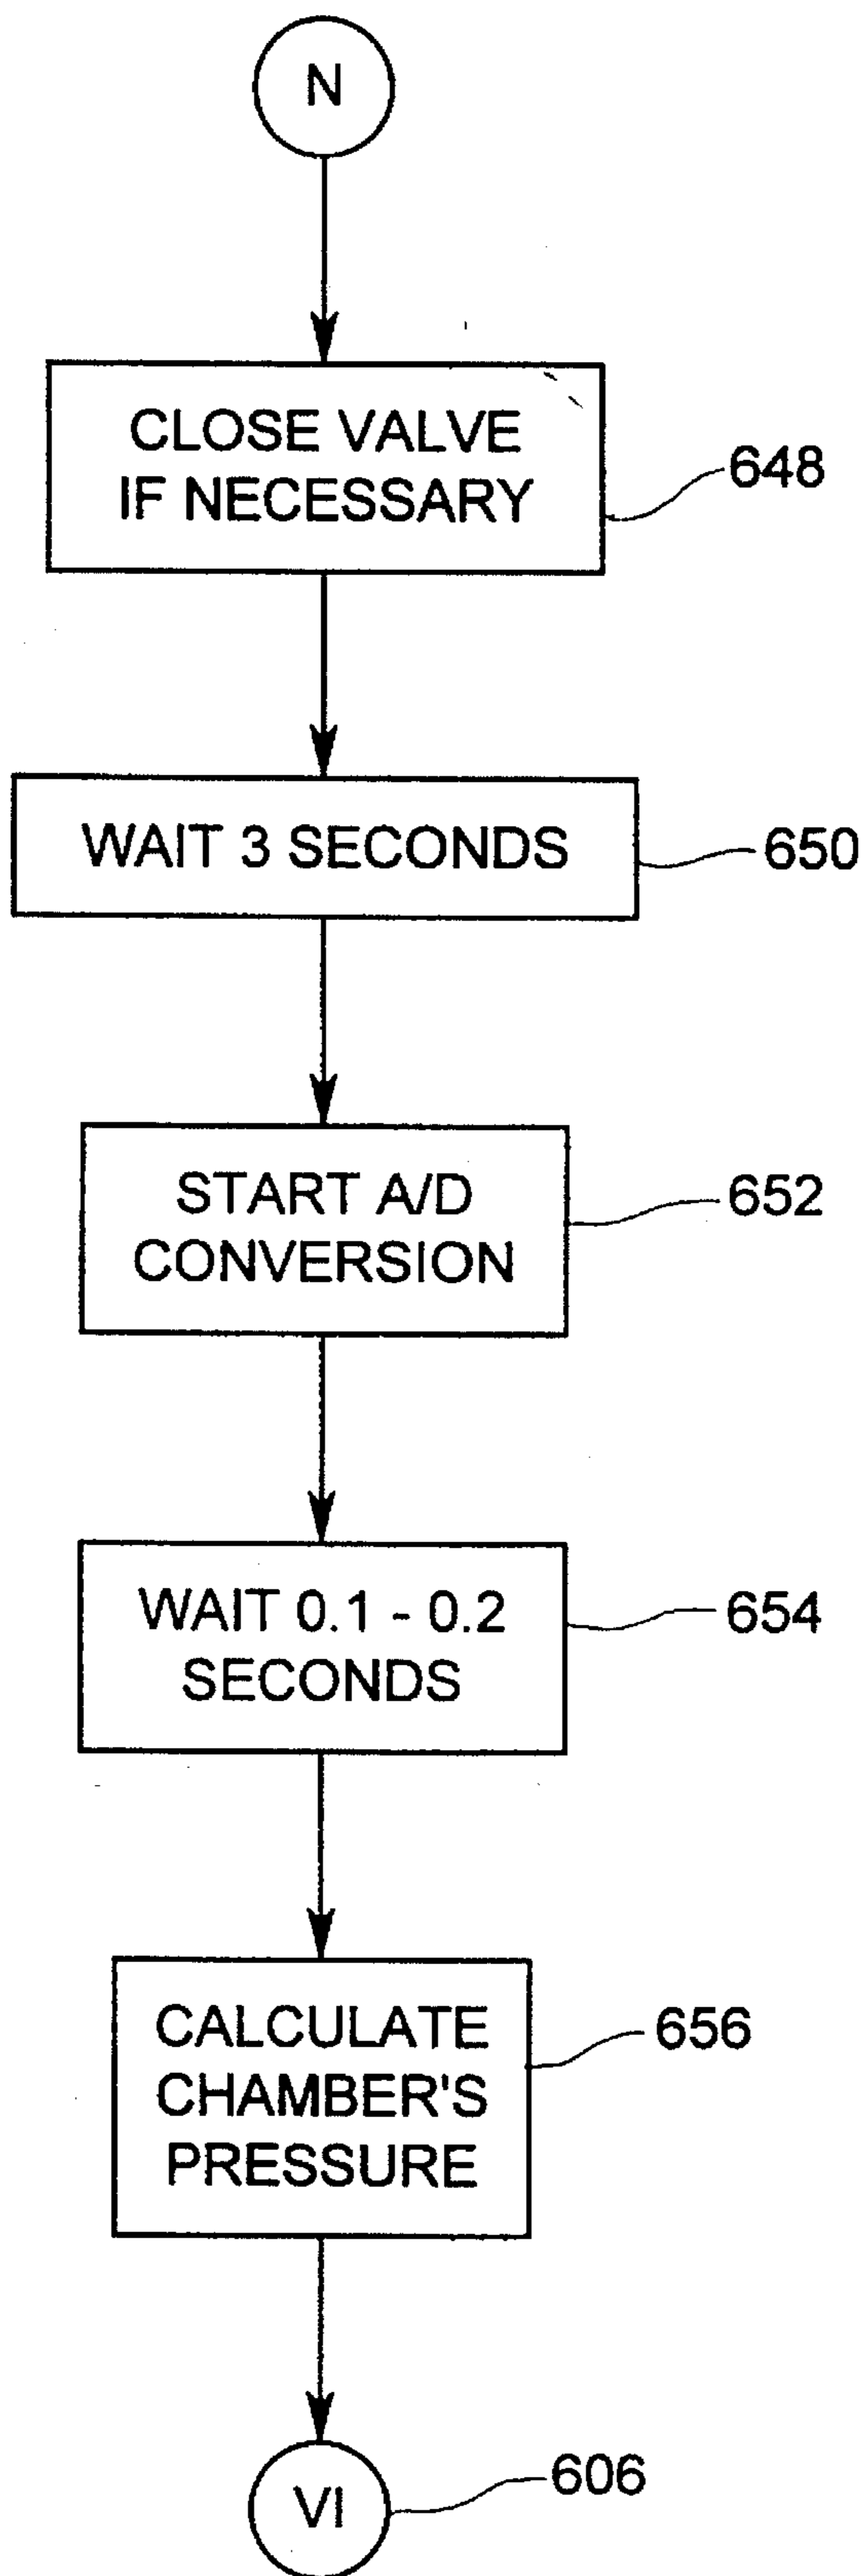 N
CLOSE VALVE
IF NECESSARY
648
WAIT 3 SECONDS
650
START A/D
CONVERSION
652
WAIT 0.1 - 0.2
SECONDS
654
CALCULATE
CHAMBER'S
PRESSURE
656
VI
606